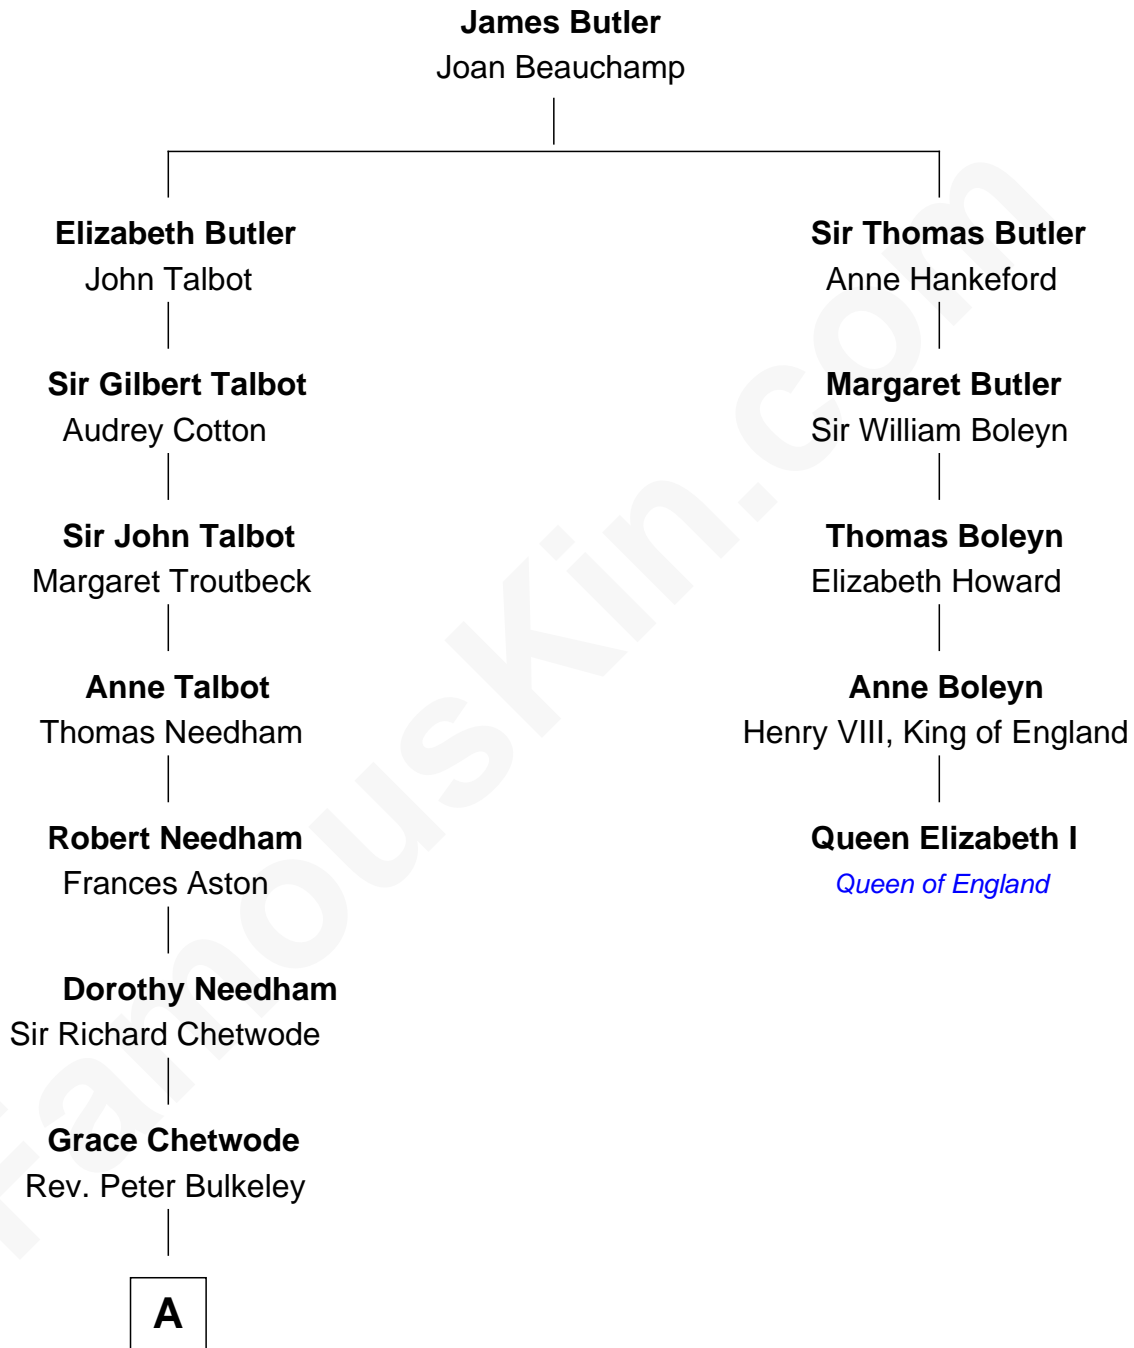 James Butler
Joan Beauchamp
Elizabeth Butler
John Talbot
Sir Gilbert Talbot
Audrey Cotton
Sir John Talbot
Margaret Troutbeck
Anne Talbot
Thomas Needham
Robert Needham
Frances Aston
Dorothy Needham
Sir Richard Chetwode
Grace Chetwode
Rev. Peter Bulkeley
A
Sir Thomas Butler
Anne Hankeford
Margaret Butler
Sir William Boleyn
Thomas Boleyn
Elizabeth Howard
Anne Boleyn
Henry VIII, King of England
Queen Elizabeth I
Queen of England
FamousKin.com